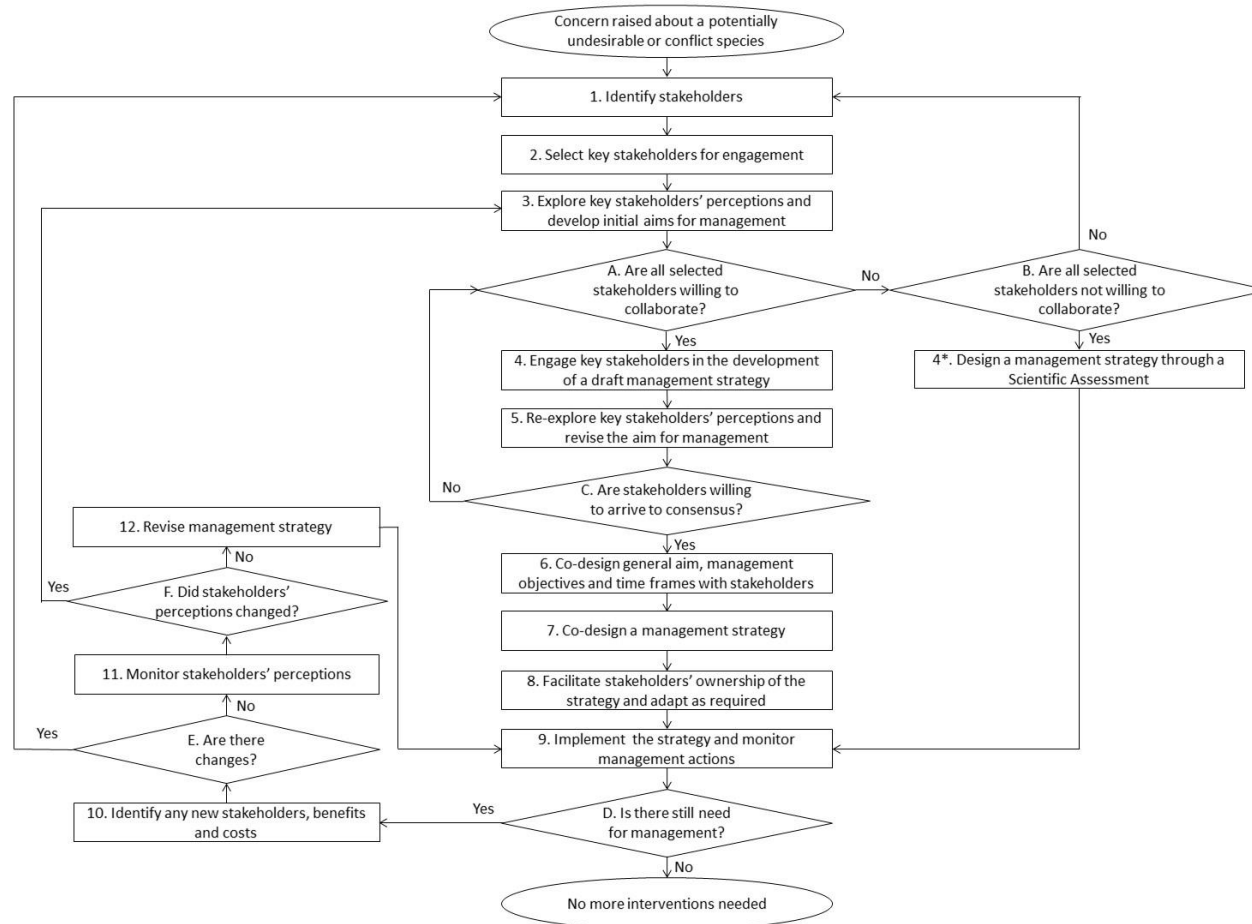 Concern raised about a potentially
undesirable or conflict species
1. Identify stakeholders
2. Select key stakeholders for engagement
3. Explore key stakeholders’ perceptions and
develop initial aims for management
No
A. Are all selected
stakeholders willing to
collaborate?
No
B. Are all selected
stakeholders not willing to
collaborate?
Yes
Yes
4. Engage key stakeholders in the development
of a draft management strategy
4*. Design a management strategy through a
Scientific Assessment
5. Re-explore key stakeholders’ perceptions and
revise the aim for management
No
C. Are stakeholders willing
to arrive to consensus?
Yes
12. Revise management strategy
No
6. Co-design general aim, management
objectives and time frames with stakeholders
Yes
F. Did stakeholders’
perceptions changed?
7. Co-design a management strategy
11. Monitor stakeholders’ perceptions
8. Facilitate stakeholders’ ownership of the
strategy and adapt as required
No
Yes
E. Are there
changes?
9. Implement the strategy and monitor
management actions
10. Identify any new stakeholders, benefits
and costs
Yes
D. Is there still need
for management?
No
No more interventions needed